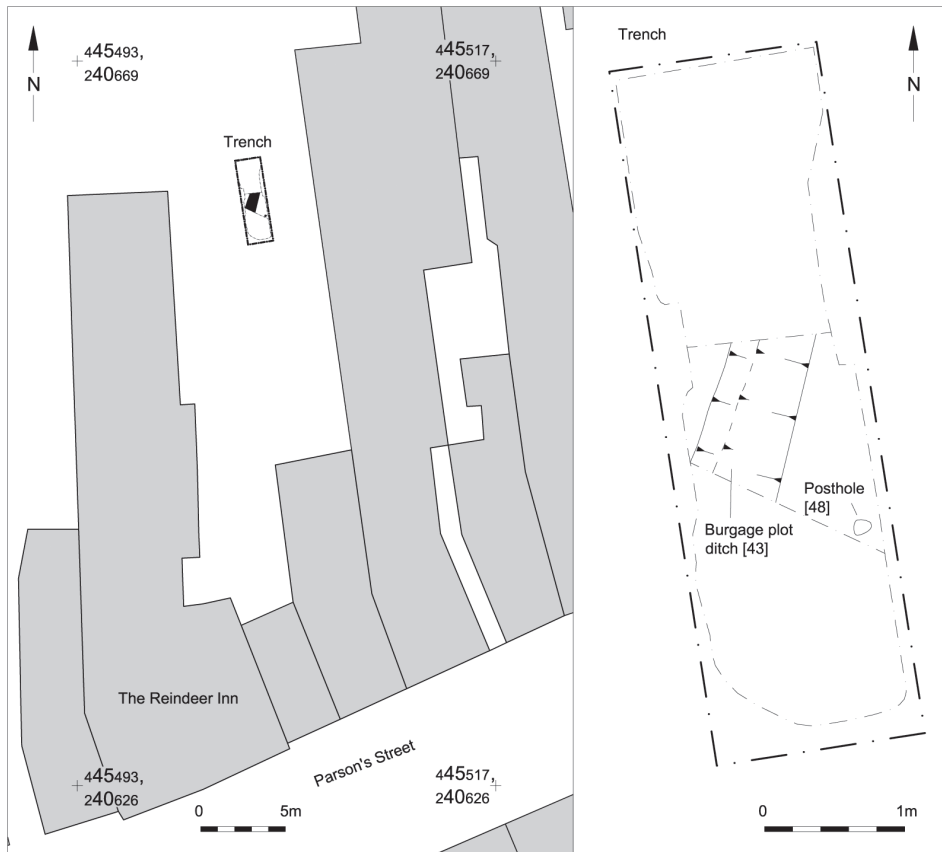 N
445493,
240669
445517,
240669
Trench
The Reindeer Inn
Parson's Street
445493,
240626
445517,
240626
0 5m
Trench
N
Posthole
[48]
Burgage plot
ditch [43]
0 1m